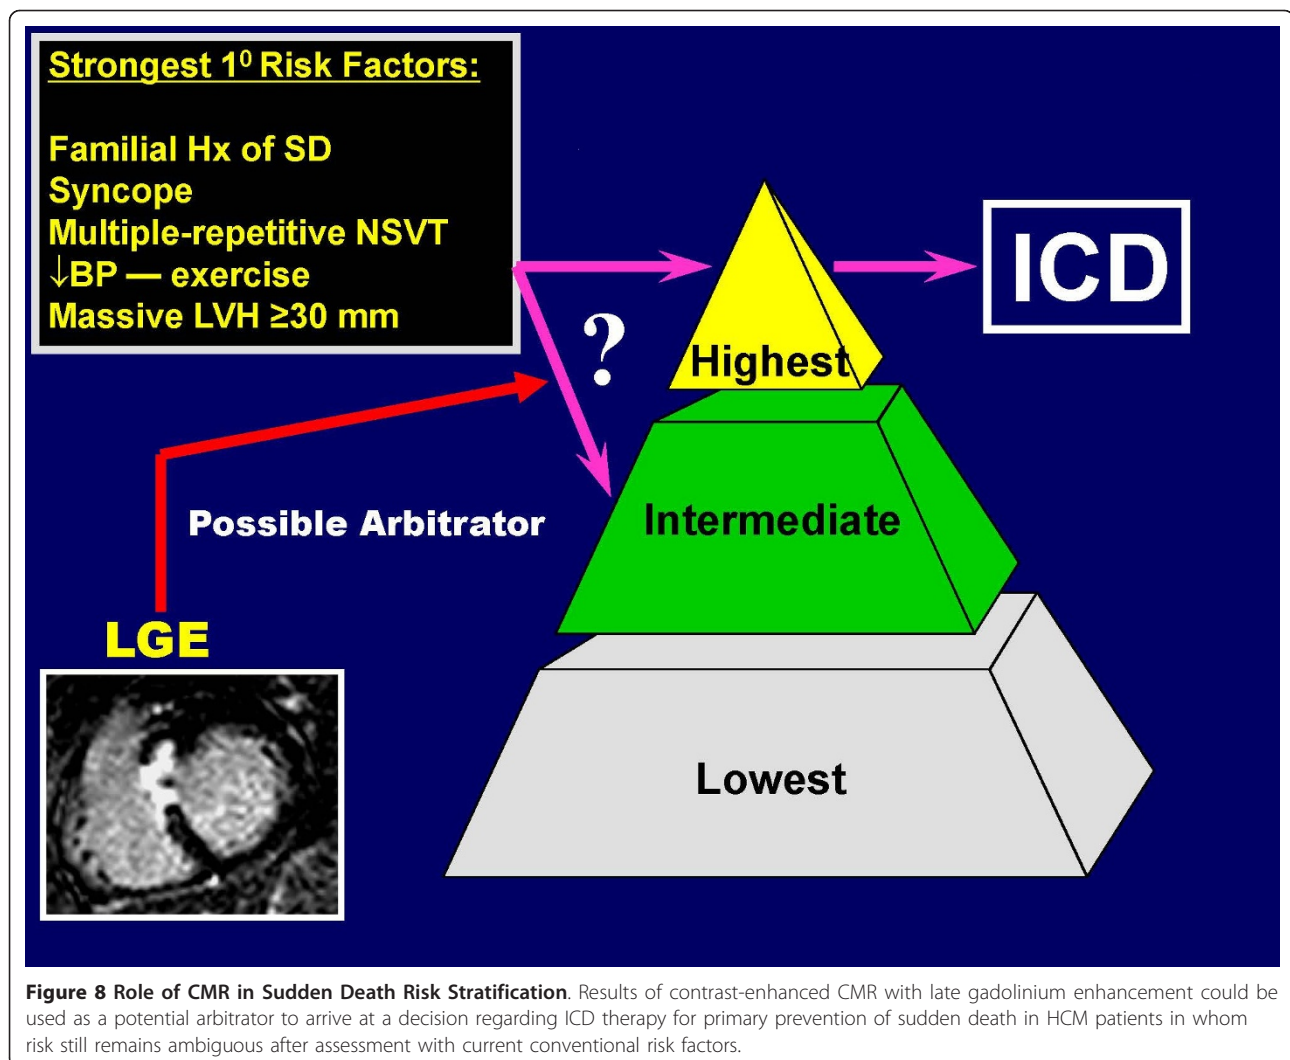 Strongest 1⁰ Risk Factors:
Familial Hx of SD
Syncope
Multiple-repetitive NSVT
↓BP — exercise
Massive LVH ≥30 mm
?
ICD
Highest
Intermediate
Possible Arbitrator
LGE
Lowest
Figure 8 Role of CMR in Sudden Death Risk Stratification. Results of contrast-enhanced CMR with late gadolinium enhancement could be
used as a potential arbitrator to arrive at a decision regarding ICD therapy for primary prevention of sudden death in HCM patients in whom
risk still remains ambiguous after assessment with current conventional risk factors.